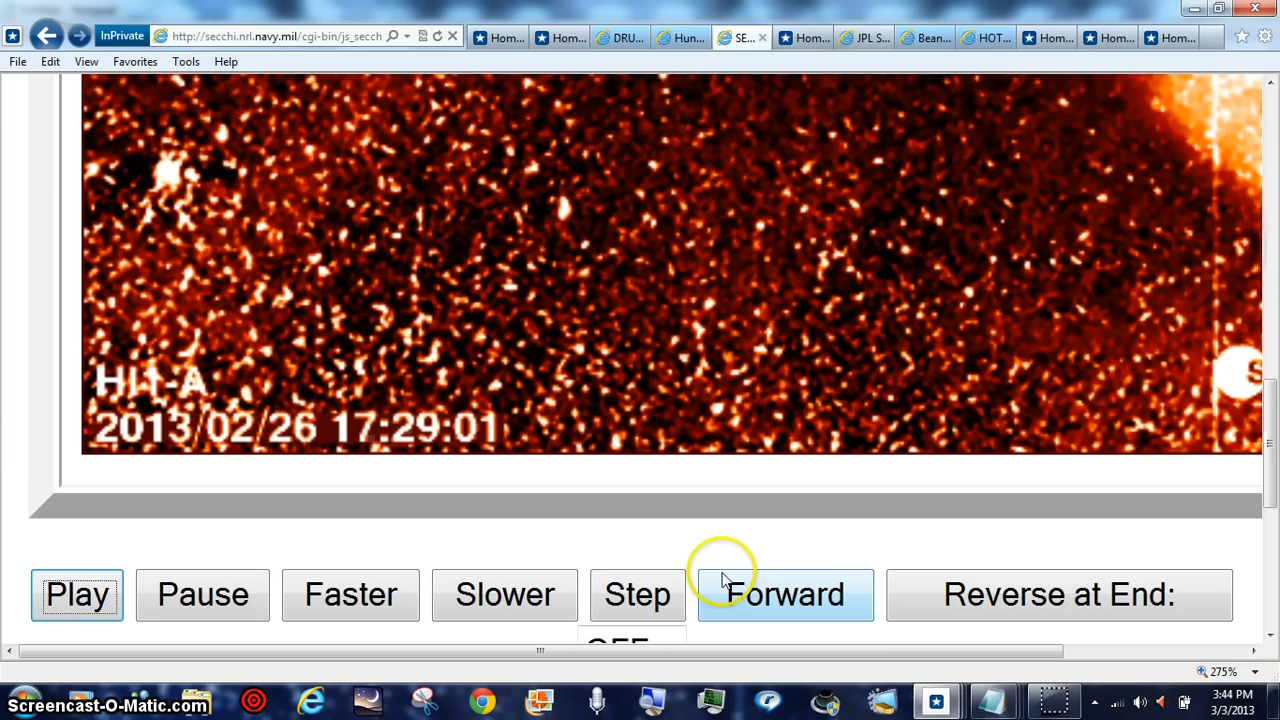 InPrivate
http://secchi.nrl.navy.mil/cgi-bin/js_secch
Hom...
Hom...
DRU...
Hun...
SE...
Hom...
JPL S...
Bean...
HOT...
Hom...
Hom...
Hom...
File Edit View Favorites Tools Help
S
HI1-A
2013/02/26 17:29:01
Play Pause Faster Slower Step Forward Reverse at End:
275%
3:44 PM
3/3/2013
Screencast-O-Matic.com